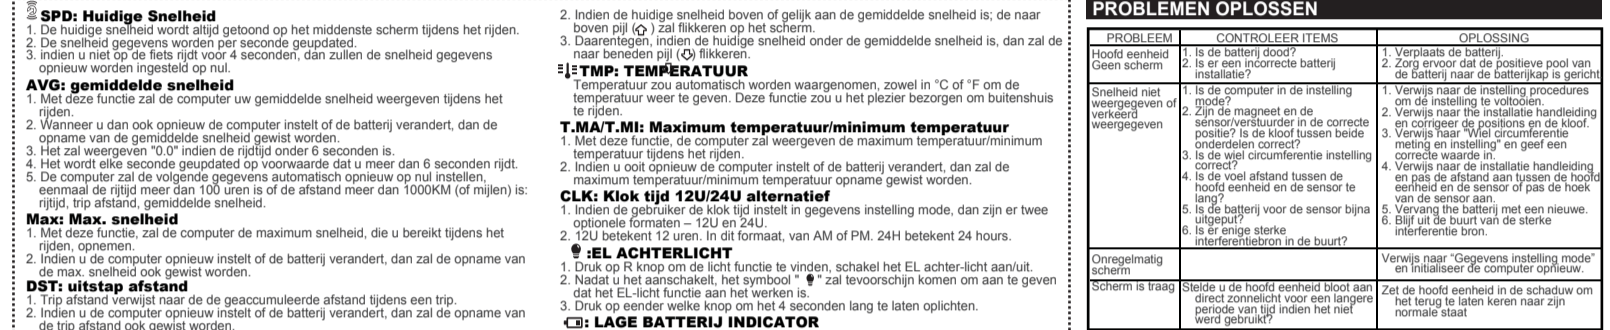 SPD: Huidige Snelheid
1. De huidige snelheid wordt altijd getoond op het middenste scherm tijdens het rijden.
2. De snelheid gegevens worden per seconde geupdated.
3. indien u niet op de fiets rijdt voor 4 seconden, dan zullen de snelheid gegevens
opnieuw worden ingesteld op nul.
AVG: gemiddelde snelheid
1. Met deze functie zal de computer uw gemiddelde snelheid weergeven tijdens het
rijden.
2. Wanneer u dan ook opnieuw de computer instelt of de batterij verandert, dan de
opname van de gemiddelde snelheid gewist worden.
3. Het zal weergeven "0.0" indien de rijdtijd onder 6 seconden is.
4. Het wordt elke seconde geupdated op voorwaarde dat u meer dan 6 seconden rijdt.
5. De computer zal de volgende gegevens automatisch opnieuw op nul instellen,
eenmaal de rijtijd meer dan 100 uren is of de afstand meer dan 1000KM (of mijlen) is:
rijtijd, trip afstand, gemiddelde snelheid.
Max: Max. snelheid
1. Met deze functie, zal de computer de maximum snelheid, die u bereikt tijdens het
rijden, opnemen.
2. Indien u de computer opnieuw instelt of de batterij verandert, dan zal de opname van
de max. snelheid ook gewist worden.
DST: uitstap afstand
1. Trip afstand verwijst naar de de geaccumuleerde afstand tijdens een trip.
2. Indien u de computer opnieuw instelt of de batterij verandert, dan zal de opname van
de trip afstand ook gewist worden.
2. Indien de huidige snelheid boven of gelijk aan de gemiddelde snelheid is; de naar
boven pijl (⇧) zal flikkeren op het scherm.
3. Daarentegen, indien de huidige snelheid onder de gemiddelde snelheid is, dan zal de
naar beneden pijl (⇩) flikkeren.
TMP: TEMPERATUUR
Temperatuur zou automatisch worden waargenomen, zowel in °C of °F om de
temperatuur weer te geven. Deze functie zou u het plezier bezorgen om buitenshuis
te rijden.
T.MA/T.MI: Maximum temperatuur/minimum temperatuur
1. Met deze functie, de computer zal weergeven de maximum temperatuur/minimum
temperatuur tijdens het rijden.
2. Indien u ooit opnieuw de computer instelt of de batterij verandert, dan zal de
maximum temperatuur/minimum temperatuur opname gewist worden.
CLK: Klok tijd 12U/24U alternatief
1. Indien de gebruiker de klok tijd instelt in gegevens instelling mode, dan zijn er twee
optionele formaten – 12U en 24U.
2. 12U betekent 12 uren. In dit formaat, van AM of PM. 24H betekent 24 hours.
:EL ACHTERLICHT
1. Druk op R knop om de licht functie te vinden, schakel het EL achter-licht aan/uit.
2. Nadat u het aanschakelt, het symbool " " zal tevoorschijn komen om aan te geven
dat het EL-licht functie aan het werken is.
3. Druk op eender welke knop om het 4 seconden lang te laten oplichten.
: LAGE BATTERIJ INDICATOR
PROBLEMEN OPLOSSEN
PROBLEEM CONTROLEER ITEMS OPLOSSING
Hoofd eenheid
Geen scherm
1. Is de batterij dood?
2. Is er een incorrecte batterij
installatie?
1. Verplaats de batterij.
2. Zorg ervoor dat de positieve pool van
de batterij naar de batterijkap is gericht
Snelheid niet
weergegeven of
verkeerd
weergegeven
1. Is de computer in de instelling
mode?
2. Zijn de magneet en de
sensor/verstuurder in de correcte
positie? Is de kloof tussen beide
onderdelen correct?
3. Is de wiel circumferentie instelling
correct?
4. Is de voel afstand tussen de
hoofd eenheid en de sensor te
lang?
5. Is de batterij voor de sensor bijna
uitgeput?
6. Is er enige sterke
interferentiebron in de buurt?
1. Verwijs naar de instelling procedures
om de instelling te voltooien.
2. Verwijs naar the installatie handleiding
en corrigeer de positions en de kloof.
3. Verwijs naar "Wiel circumferentie
meting en instelling" en geef een
correcte waarde in.
4. Verwijs naar de installatie handleiding
en pas de afstand aan tussen de hoofd
eenheid en de sensor of pas de hoek
van de sensor aan.
5. Vervang the batterij met een nieuwe.
6. Blijf uit de buurt van de sterke
interferentie bron.
Onregelmatig
scherm
Verwijs naar “Gegevens instelling mode”
en initialiseer de computer opnieuw.
Scherm is traag
Stelde u de hoofd eenheid bloot aan
direct zonnelicht voor een langere
periode van tijd indien het niet
werd gebruikt?
Zet de hoofd eenheid in de schaduw om
het terug te laten keren naar zijn
normale staat